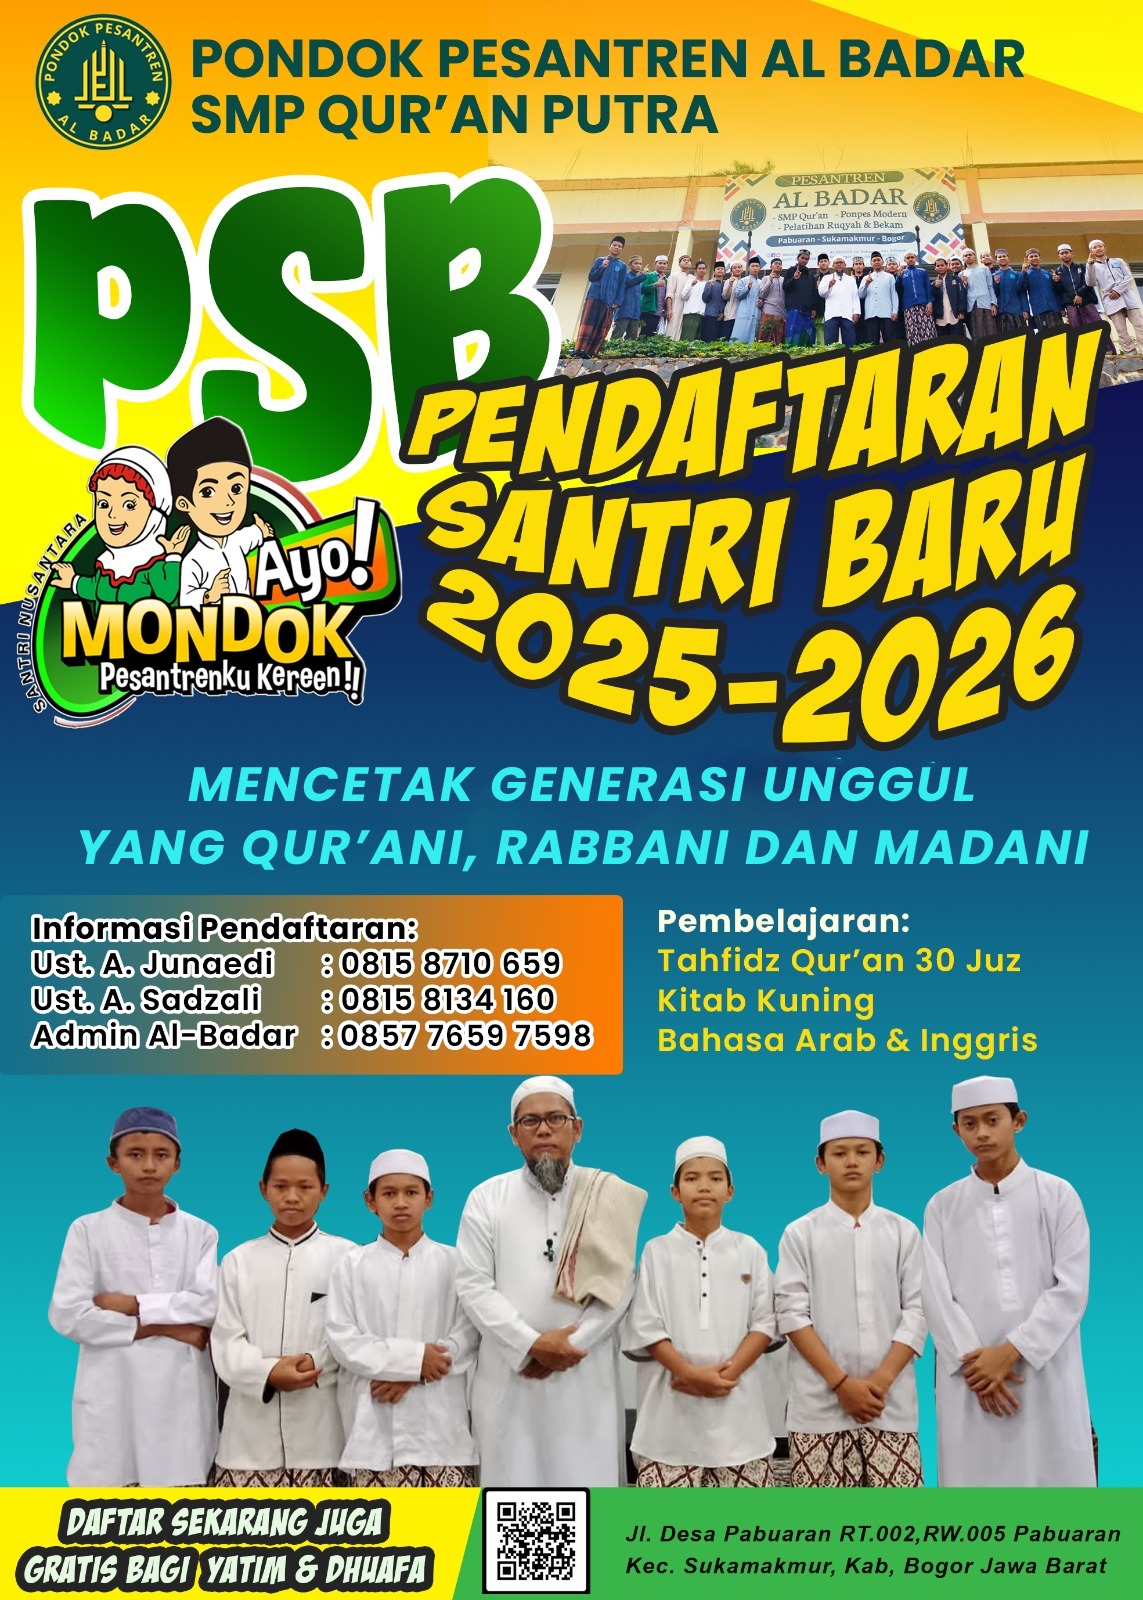 PONDOK PESANTREN
AL BADAR
PONDOK PESANTREN AL BADAR
SMP QUR'AN PUTRA
PSB
PESANTREN
AL BADAR
- SMP Qur'an - Ponpes Modern
- Pelatihan Ruqyah & Bekam
Pabuaran - Sukamakmur - Bogor
PENDAFTARAN
SANTRI BARU
2025-2026
SANTRI NUSANTARA
Ayo!
MONDOK
Pesantrenku Kereen!!
MENCETAK GENERASI UNGGUL
YANG QUR'ANI, RABBANI DAN MADANI
Informasi Pendaftaran:
Ust. A. Junaedi : 0815 8710 659
Ust. A. Sadzali : 0815 8134 160
Admin Al-Badar : 0857 7659 7598
Pembelajaran:
Tahfidz Qur'an 30 Juz
Kitab Kuning
Bahasa Arab & Inggris
DAFTAR SEKARANG JUGA
GRATIS BAGI YATIM & DHUAFA
Jl. Desa Pabuaran RT.002,RW.005 Pabuaran
Kec. Sukamakmur, Kab, Bogor Jawa Barat